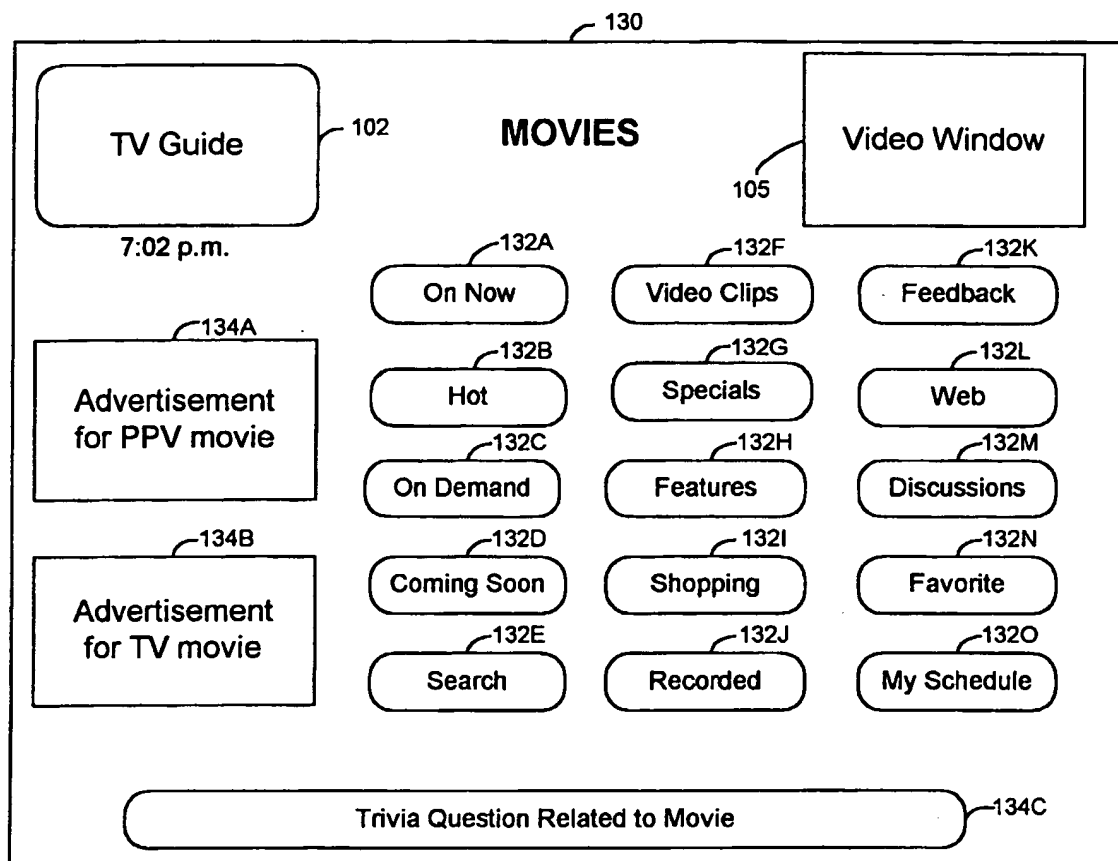 130
TV Guide
102
MOVIES
105
Video Window
7:02 p.m.
132A
On Now
132F
Video Clips
132K
Feedback
134A
Advertisement
for PPV movie
132B
Hot
132G
Specials
132L
Web
132C
On Demand
132H
Features
132M
Discussions
134B
Advertisement
for TV movie
132D
Coming Soon
132I
Shopping
132N
Favorite
132E
Search
132J
Recorded
132O
My Schedule
Trivia Question Related to Movie
134C